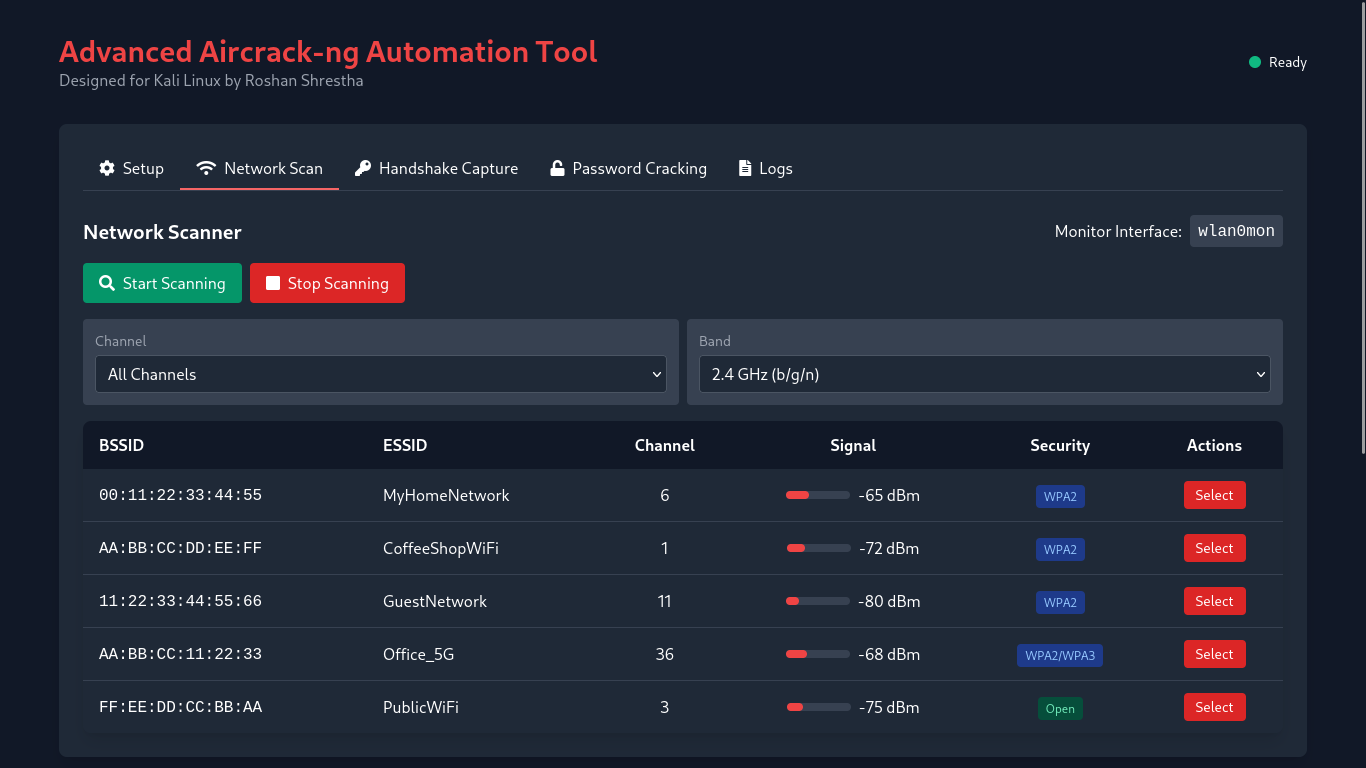 Advanced Aircrack-ng Automation Tool
Designed for Kali Linux by Roshan Shrestha
Ready
Setup Network Scan Handshake Capture Password Cracking Logs
Network Scanner
Monitor Interface: wlan0mon
Start Scanning Stop Scanning
Channel
All Channels
Band
2.4 GHz (b/g/n)
BSSID ESSID Channel Signal Security Actions
00:11:22:33:44:55 MyHomeNetwork 6 -65 dBm WPA2 Select
AA:BB:CC:DD:EE:FF CoffeeShopWiFi 1 -72 dBm WPA2 Select
11:22:33:44:55:66 GuestNetwork 11 -80 dBm WPA2 Select
AA:BB:CC:11:22:33 Office_5G 36 -68 dBm WPA2/WPA3 Select
FF:EE:DD:CC:BB:AA PublicWiFi 3 -75 dBm Open Select